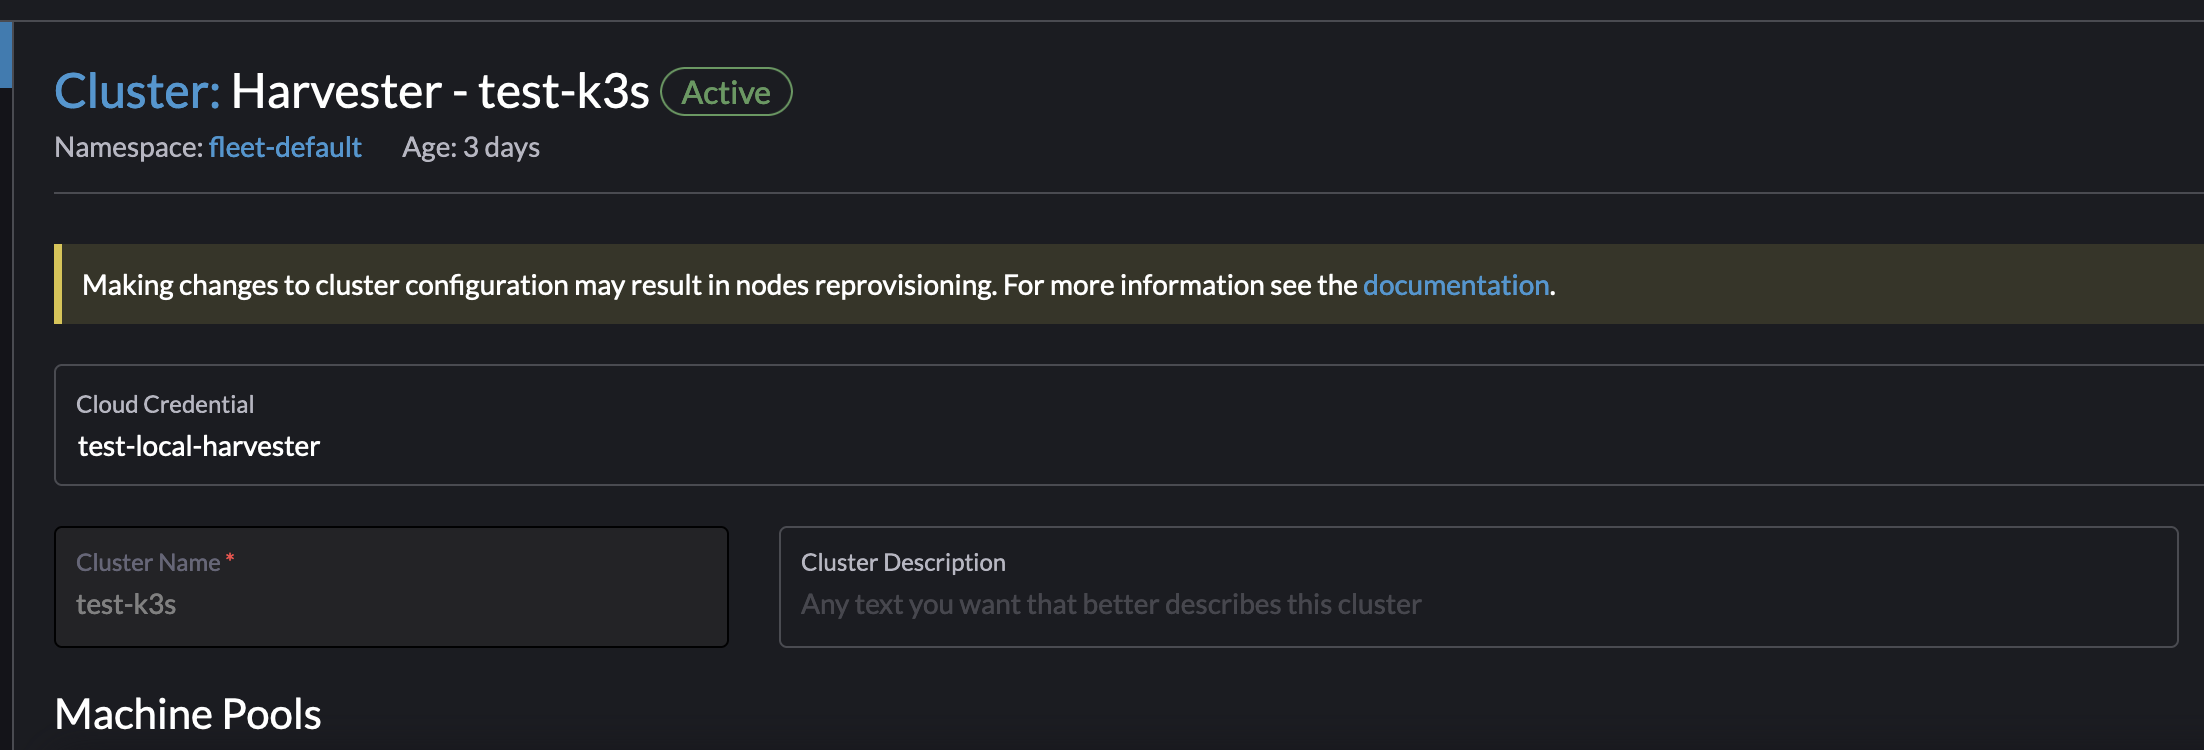 Cluster: Harvester - test-k3s Active
Namespace: fleet-default Age: 3 days
Making changes to cluster configuration may result in nodes reprovisioning. For more information see the documentation.
Cloud Credential
test-local-harvester
Cluster Name *
test-k3s
Cluster Description
Any text you want that better describes this cluster
Machine Pools